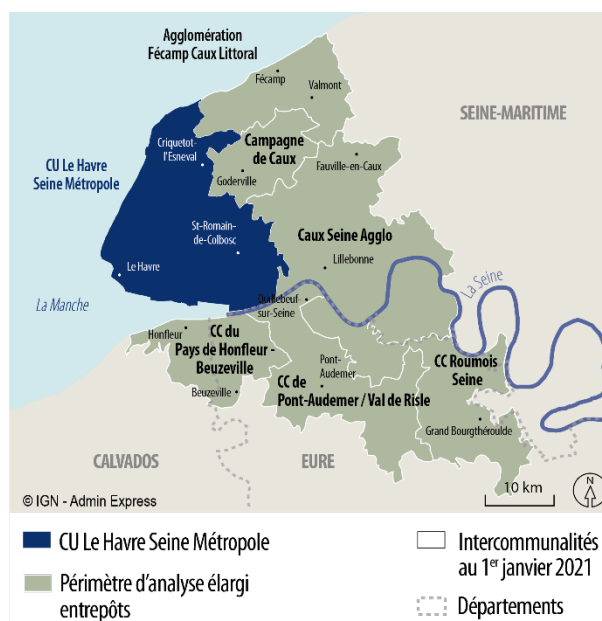 Agglomération
Fécamp Caux Littoral
Fécamp
Valmont
SEINE-MARITIME
Criquetot-
l'Esneval
Campagne
de Caux
Fauville-en-Caux
CU Le Havre
Seine Métropole
Goderville
St-Romain-
de-Colbosc
Caux Seine Agglo
Lillebonne
Le Havre
La Seine
La Manche
Quillebeuf-
sur-Seine
Honfleur
CC du
Pays de Honfleur -
Beuzeville
Pont-
Audemer
CC Roumois
Seine
CC de
Pont-Audemer / Val de Risle
Beuzeville
Grand Bourgthéroulde
CALVADOS
EURE
N
10 km
© IGN - Admin Express
CU Le Havre Seine Métropole
Périmètre d'analyse élargi
entrepôts
Intercommunalités
au 1er janvier 2021
Départements